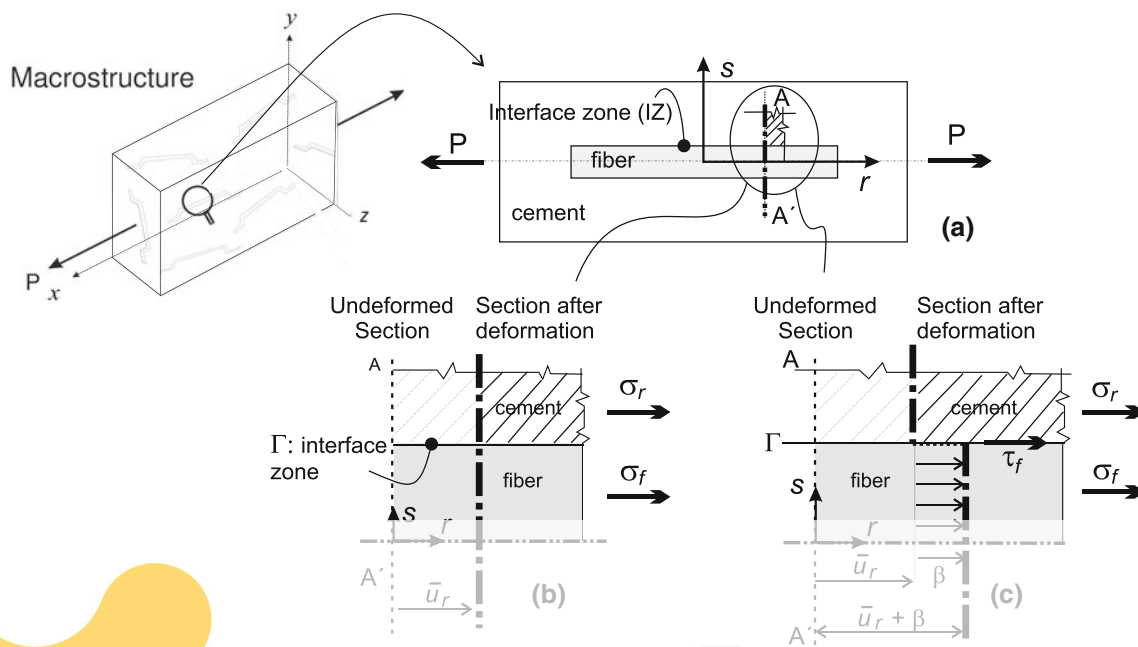 Macrostructure
y
z
P
x
s
A
Interface zone (IZ)
P
fiber
P
r
cement
A´
(a)
Undeformed
Section
Section after
deformation
A
σr
cement
Γ: interface
zone
fiber
σf
s
r
A´
ūr
(b)
Undeformed
Section
Section after
deformation
A
σr
cement
Γ
τf
fiber
σf
s
r
ūr
β
(c)
ūr + β
A´